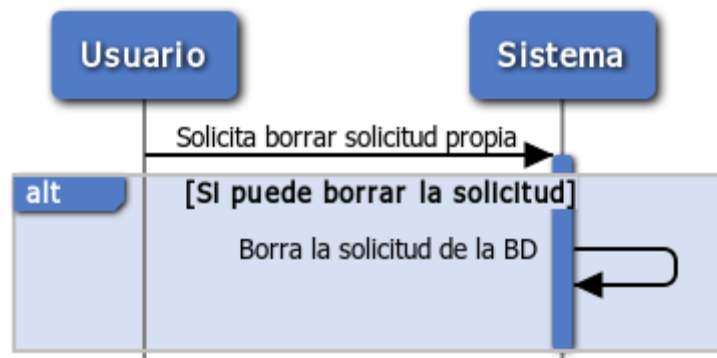 Usuario
Sistema
Solicita borrar solicitud propia
alt
[Si puede borrar la solicitud]
Borra la solicitud de la BD